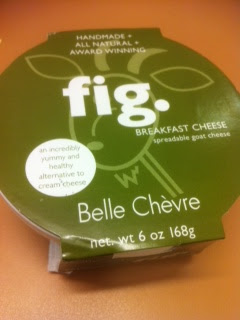 HANDMADE +
ALL NATURAL +
AWARD WINNING
fig.
BREAKFAST CHEESE
spreadable goat cheese
an incredibly
yummy and
healthy
alternative to
cream cheese
Belle Chèvre
net. wt 6 oz 168g